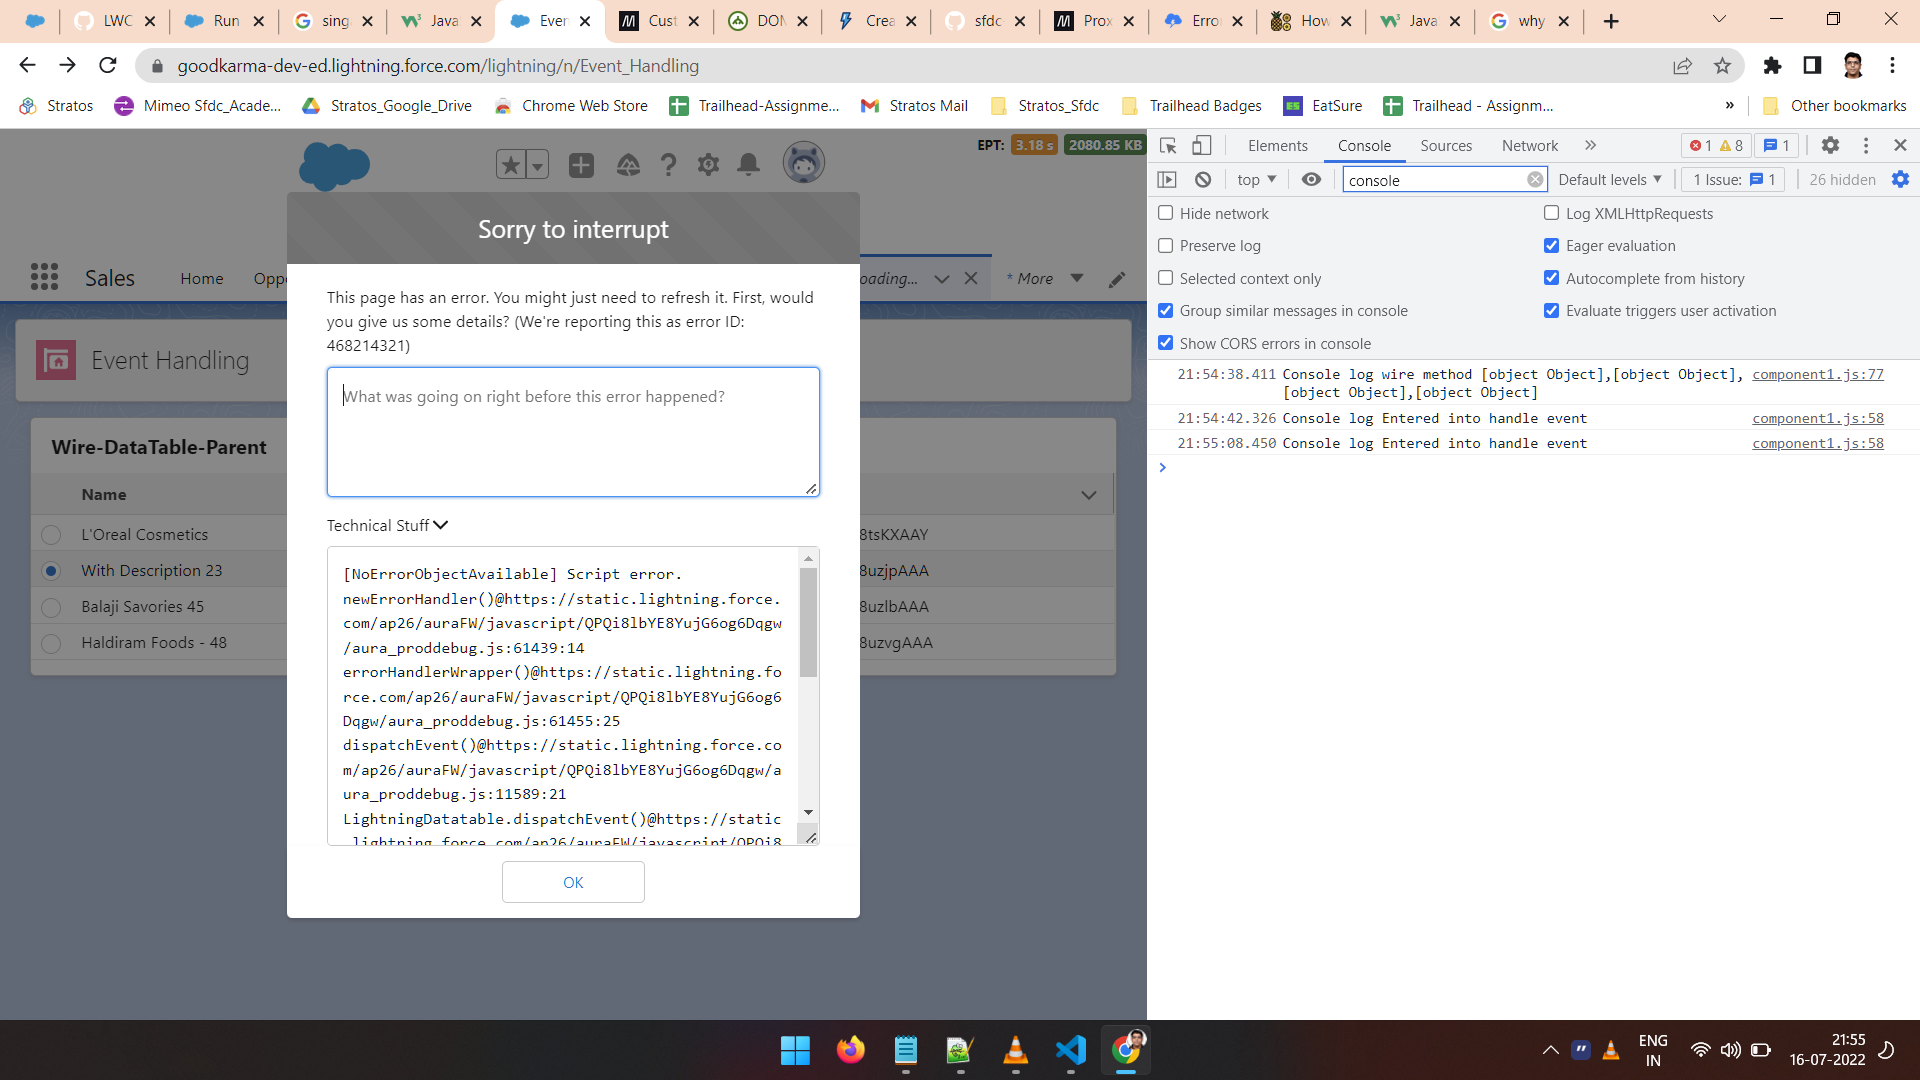 LWC
Run
sing
Java
Even
Cust
DOM
Crea
sfdc
Prox
Erro
How
Java
why
goodkarma-dev-ed.lightning.force.com/lightning/n/Event_Handling
Stratos
Mimeo Sfdc_Acade...
Stratos_Google_Drive
Chrome Web Store
Trailhead-Assignme...
Stratos Mail
Stratos_Sfdc
Trailhead Badges
EatSure
Trailhead - Assignm...
»
Other bookmarks
EPT: 3.18 s 2080.85 KB
Sales
Home
Oppo
oading...
* More
Event Handling
Wire-DataTable-Parent
Name
L'Oreal Cosmetics
8tsKXAAY
With Description 23
8uzjpAAA
Balaji Savories 45
8uzlbAAA
Haldiram Foods - 48
8uzvgAAA
Sorry to interrupt
This page has an error. You might just need to refresh it. First, would
you give us some details? (We're reporting this as error ID:
468214321)
What was going on right before this error happened?
Technical Stuff
[NoErrorObjectAvailable] Script error.
newErrorHandler()@https://static.lightning.force.
com/ap26/auraFW/javascript/QPQi8lbYE8YujG6og6Dqgw
/aura_proddebug.js:61439:14
errorHandlerWrapper()@https://static.lightning.fo
rce.com/ap26/auraFW/javascript/QPQi8lbYE8YujG6og6
Dqgw/aura_proddebug.js:61455:25
dispatchEvent()@https://static.lightning.force.co
m/ap26/auraFW/javascript/QPQi8lbYE8YujG6og6Dqgw/a
ura_proddebug.js:11589:21
LightningDatatable.dispatchEvent()@https://static
.lightning.force.com/ap26/auraFW/javascript/QPQi8
OK
Elements
Console
Sources
Network
»
1
8
1
top
console
Default levels
1 Issue: 1
26 hidden
Hide network
Log XMLHttpRequests
Preserve log
Eager evaluation
Selected context only
Autocomplete from history
Group similar messages in console
Evaluate triggers user activation
Show CORS errors in console
21:54:38.411 Console log wire method [object Object],[object Object], component1.js:77
[object Object],[object Object]
21:54:42.326 Console log Entered into handle event component1.js:58
21:55:08.450 Console log Entered into handle event component1.js:58
ENG
IN
21:55
16-07-2022